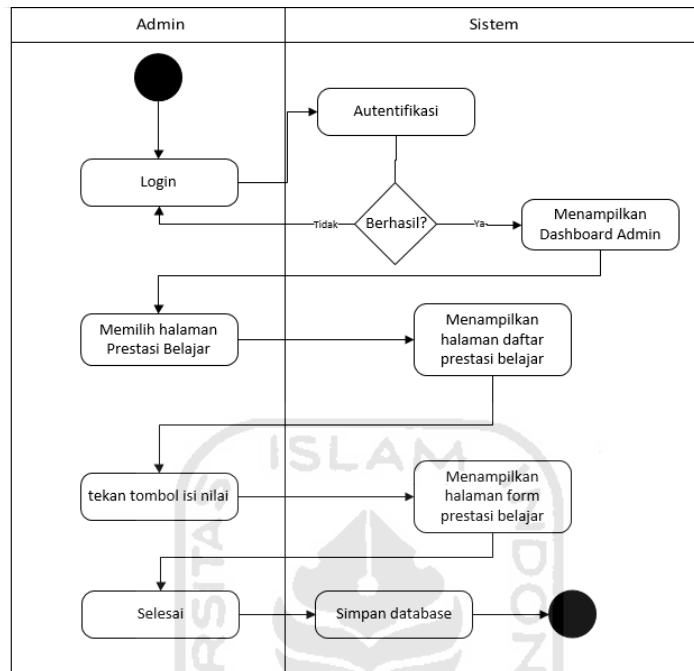 Admin
Sistem
Autentifikasi
Login
Tidak
Berhasil?
Ya
Menampilkan
Dashboard Admin
Memilih halaman
Prestasi Belajar
Menampilkan
halaman daftar
prestasi belajar
ISLAM
tekan tombol isi nilai
Menampilkan
halaman form
prestasi belajar
Selesai
Simpan database